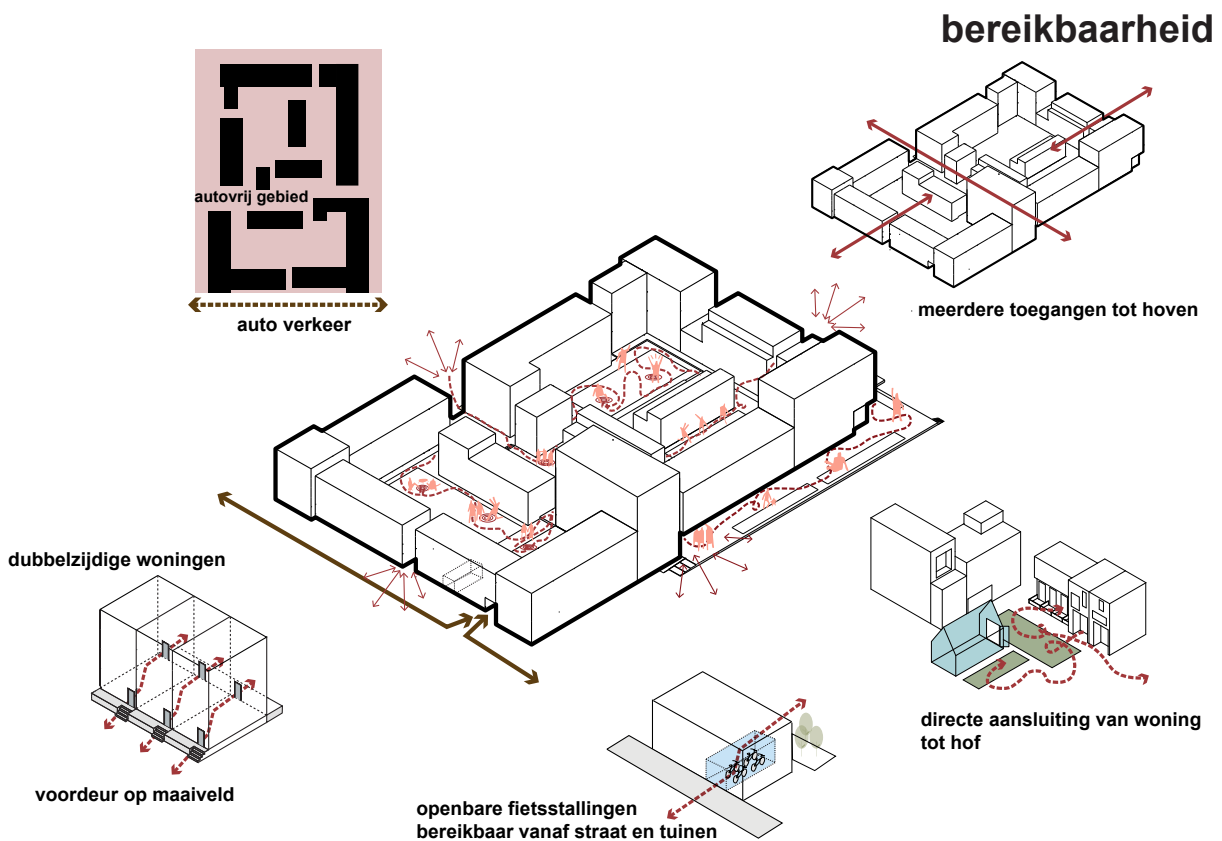 bereikbaarheid
autovrij gebied
auto verkeer
meerdere toegangen tot hoven
dubbelzijdige woningen
voordeur op maaiveld
openbare fietsstallingen
bereikbaar vanaf straat en tuinen
directe aansluiting van woning
tot hof